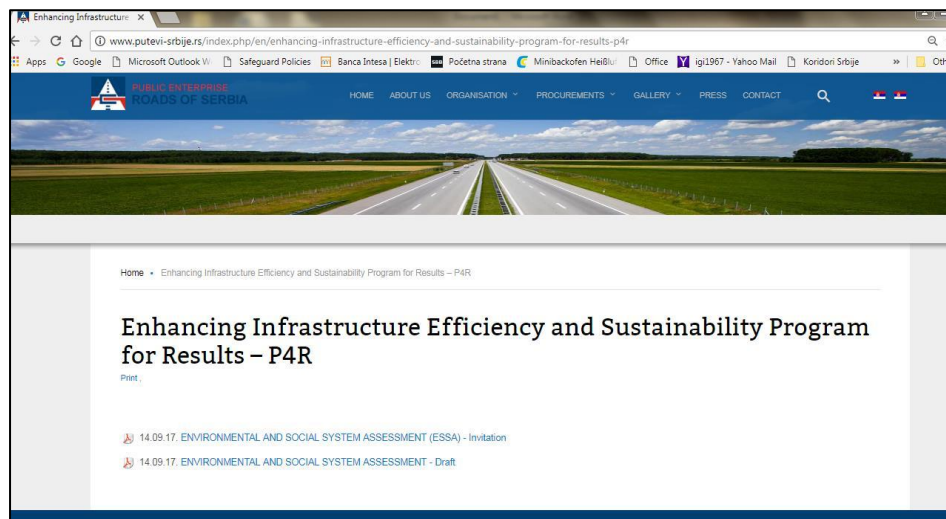 Enhancing Infrastructure
www.putevi-srbije.rs/index.php/en/enhancing-infrastructure-efficiency-and-sustainability-program-for-results-p4r
Apps Google Microsoft Outlook W Safeguard Policies Banca Intesa | Elektro Početna strana Minibackofen Heißluf Office igi1967 - Yahoo Mail Koridori Srbije » Oth
PUBLIC ENTERPRISE
ROADS OF SERBIA
HOME ABOUT US ORGANISATION PROCUREMENTS GALLERY PRESS CONTACT
Home • Enhancing Infrastructure Efficiency and Sustainability Program for Results – P4R
Enhancing Infrastructure Efficiency and Sustainability Program
for Results – P4R
Print .
14.09.17. ENVIRONMENTAL AND SOCIAL SYSTEM ASSESSMENT (ESSA) - Invitation
14.09.17. ENVIRONMENTAL AND SOCIAL SYSTEM ASSESSMENT - Draft